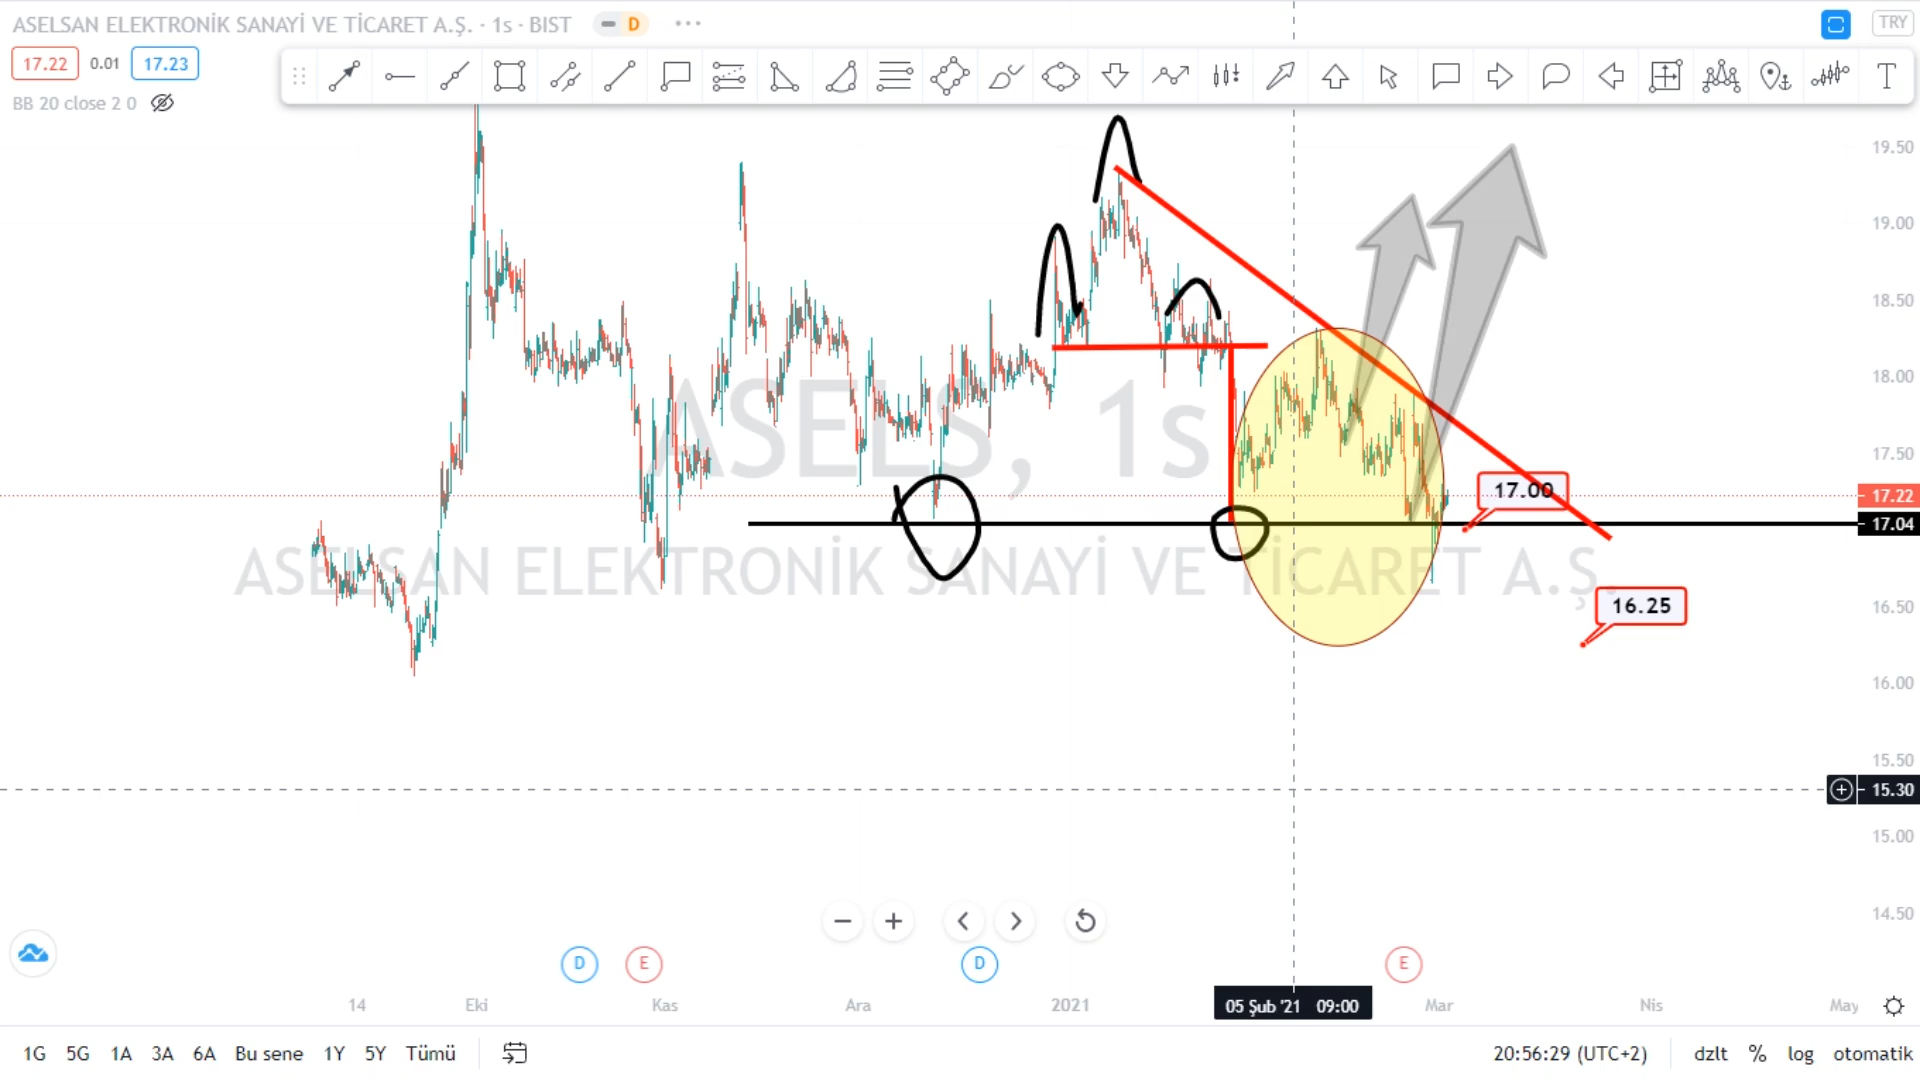 ASELSAN ELEKTRONİK SANAYİ VE TİCARET A.Ş. · 1s · BIST
D
TRY
17.22 0.01 17.23
BB 20 close 2 0
T
19.50
19.00
18.50
18.00
17.50
17.22
17.04
16.50
16.00
15.50
15.30
15.00
14.50
ASELS, 1s
ASELSAN ELEKTRONİK SANAYİ VE TİCARET A.Ş.
17.00
16.25
D E D E
14 Eki Kas Ara 2021 05 Şub '21 09:00 Mar Nis May
1G 5G 1A 3A 6A Bu sene 1Y 5Y Tümü
20:56:29 (UTC+2) dzlt % log otomatik